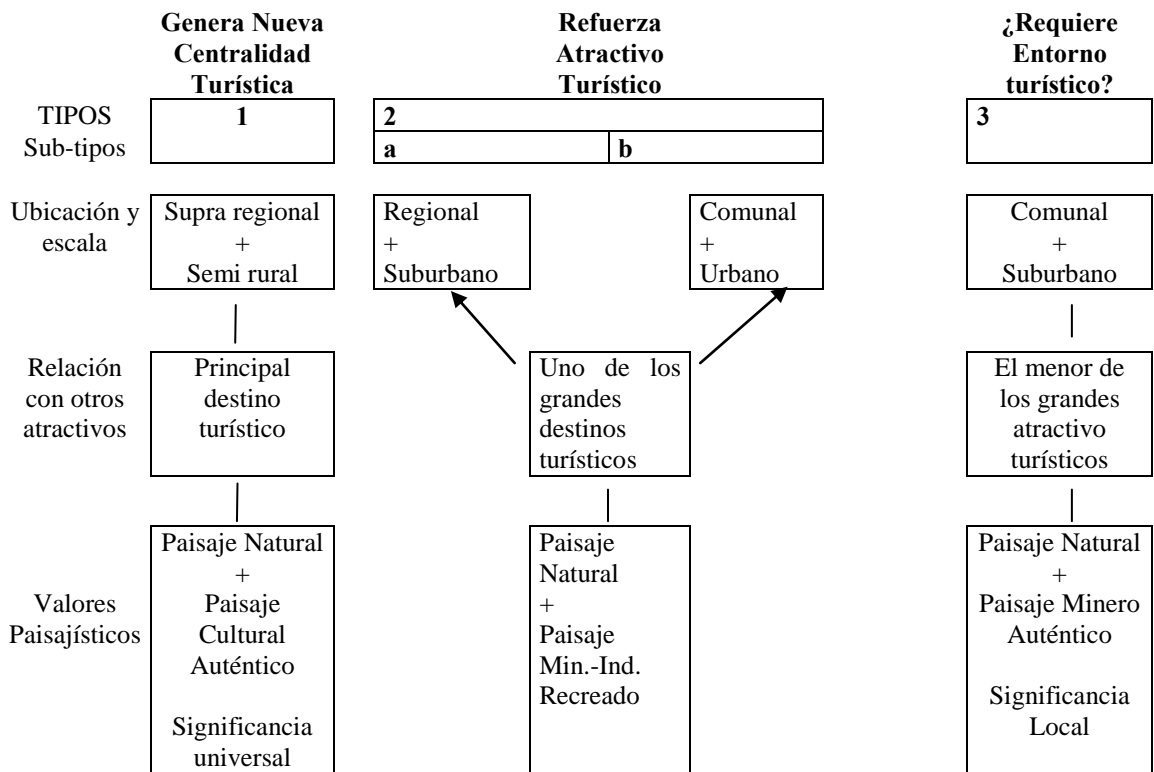 Genera Nueva
Centralidad
Turística
Refuerza
Atractivo
Turístico
¿Requiere
Entorno
turístico?
TIPOS
Sub-tipos
1
2
a
b
3
Ubicación y
escala
Supra regional
+
Semi rural
Regional
+
Suburbano
Comunal
+
Urbano
Comunal
+
Suburbano
Relación
con otros
atractivos
Principal
destino
turístico
Uno de los
grandes
destinos
turísticos
El menor de
los grandes
atractivo
turísticos
Valores
Paisajísticos
Paisaje Natural
+
Paisaje
Cultural
Auténtico
Significancia
universal
Paisaje
Natural
+
Paisaje
Min.-Ind.
Recreado
Paisaje Natural
+
Paisaje Minero
Auténtico
Significancia
Local